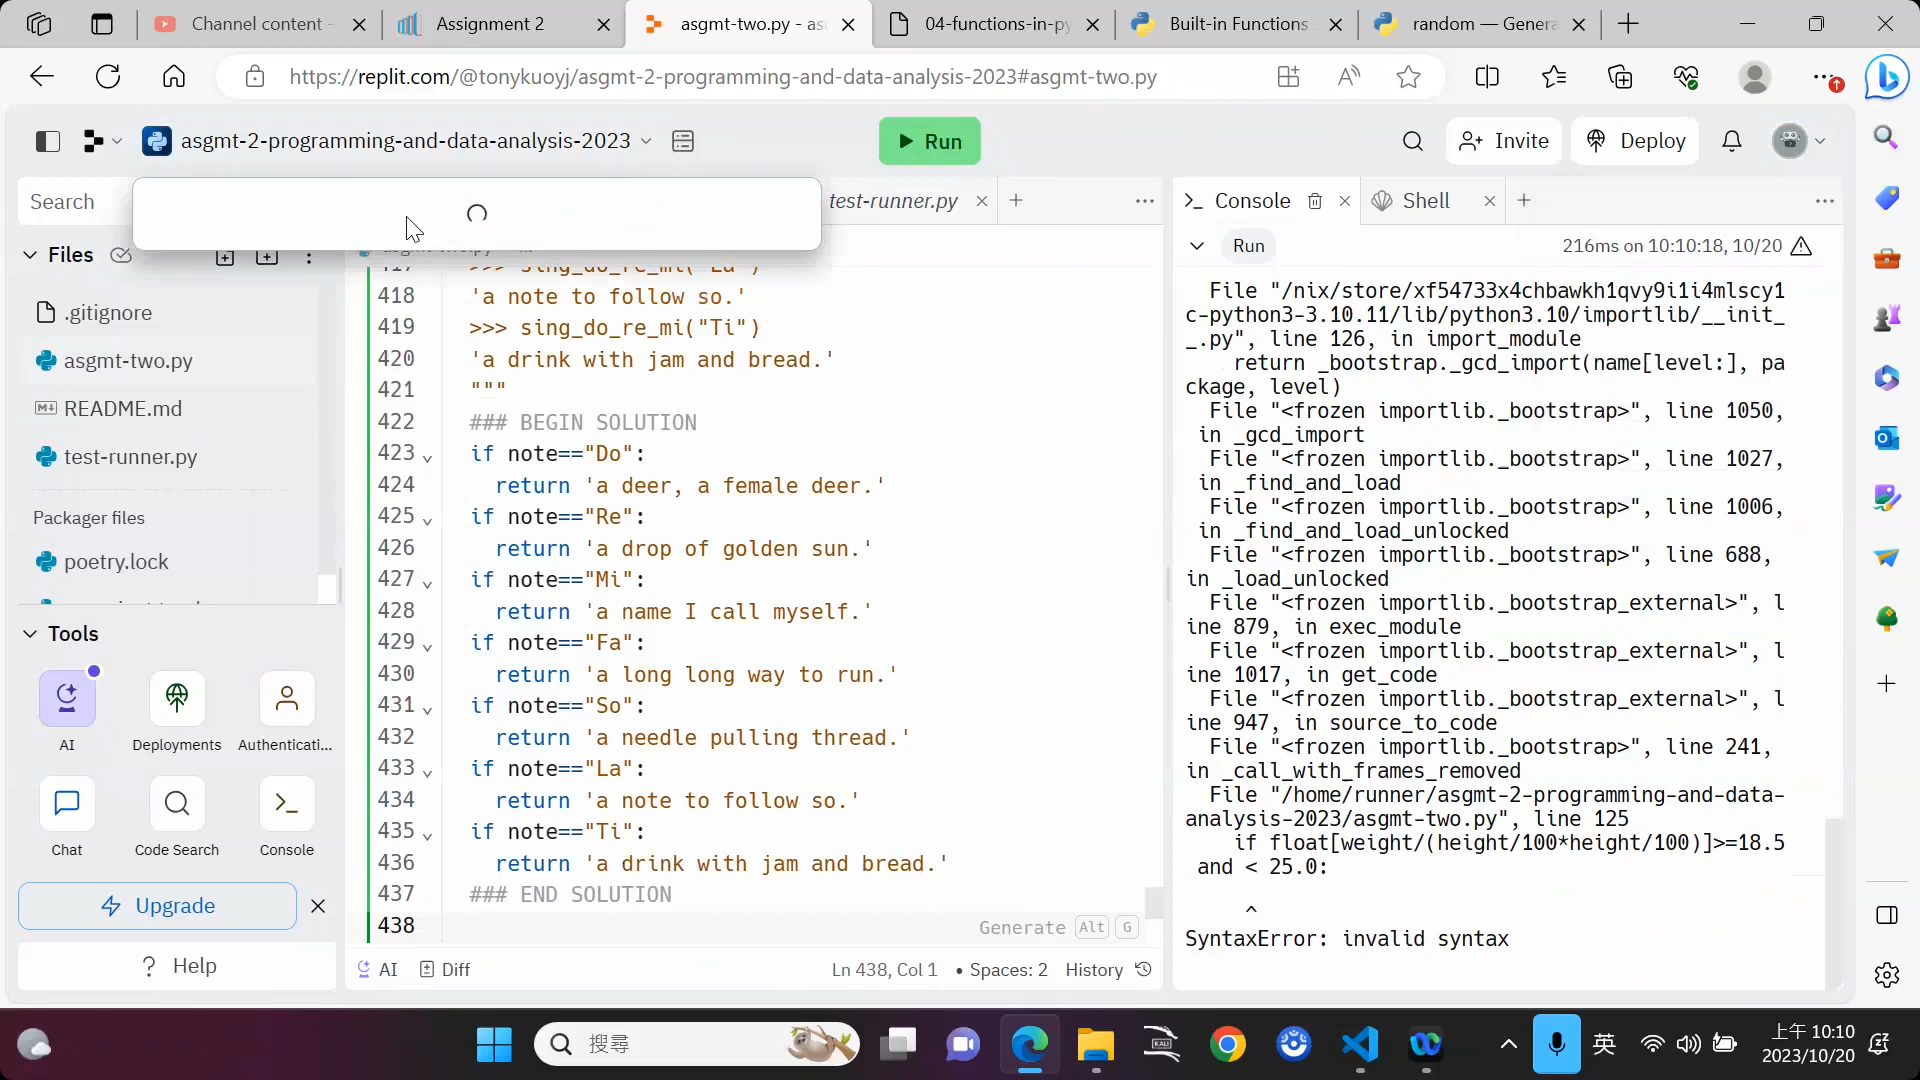 Channel content -
Assignment 2
asgmt-two.py - as
04-functions-in-py
Built-in Functions
random — Genera
https://replit.com/@tonykuoyj/asgmt-2-programming-and-data-analysis-2023#asgmt-two.py
asgmt-2-programming-and-data-analysis-2023
Run
Invite
Deploy
Search
test-runner.py
Console
Shell
Files
Run
216ms on 10:10:18, 10/20
.gitignore
asgmt-two.py
README.md
test-runner.py
Packager files
poetry.lock
Tools
AI
Deployments
Authenticati...
Chat
Code Search
Console
Upgrade
Help
417 >>> sing_do_re_mi("La")
418 'a note to follow so.'
419 >>> sing_do_re_mi("Ti")
420 'a drink with jam and bread.'
421 """
422 ### BEGIN SOLUTION
423 if note=="Do":
424 return 'a deer, a female deer.'
425 if note=="Re":
426 return 'a drop of golden sun.'
427 if note=="Mi":
428 return 'a name I call myself.'
429 if note=="Fa":
430 return 'a long long way to run.'
431 if note=="So":
432 return 'a needle pulling thread.'
433 if note=="La":
434 return 'a note to follow so.'
435 if note=="Ti":
436 return 'a drink with jam and bread.'
437 ### END SOLUTION
438
Generate Alt G
AI
Diff
Ln 438, Col 1
• Spaces: 2
History
File "/nix/store/xf54733x4chbawkh1qvy9i1i4mlscy1
c-python3-3.10.11/lib/python3.10/importlib/__init_
_.py", line 126, in import_module
return _bootstrap._gcd_import(name[level:], pa
ckage, level)
File "<frozen importlib._bootstrap>", line 1050,
in _gcd_import
File "<frozen importlib._bootstrap>", line 1027,
in _find_and_load
File "<frozen importlib._bootstrap>", line 1006,
in _find_and_load_unlocked
File "<frozen importlib._bootstrap>", line 688,
in _load_unlocked
File "<frozen importlib._bootstrap_external>", l
ine 879, in exec_module
File "<frozen importlib._bootstrap_external>", l
ine 1017, in get_code
File "<frozen importlib._bootstrap_external>", l
ine 947, in source_to_code
File "<frozen importlib._bootstrap>", line 241,
in _call_with_frames_removed
File "/home/runner/asgmt-2-programming-and-data-
analysis-2023/asgmt-two.py", line 125
if float[weight/(height/100*height/100)]>=18.5
and < 25.0:
^
SyntaxError: invalid syntax
搜尋
英
上午 10:10
2023/10/20